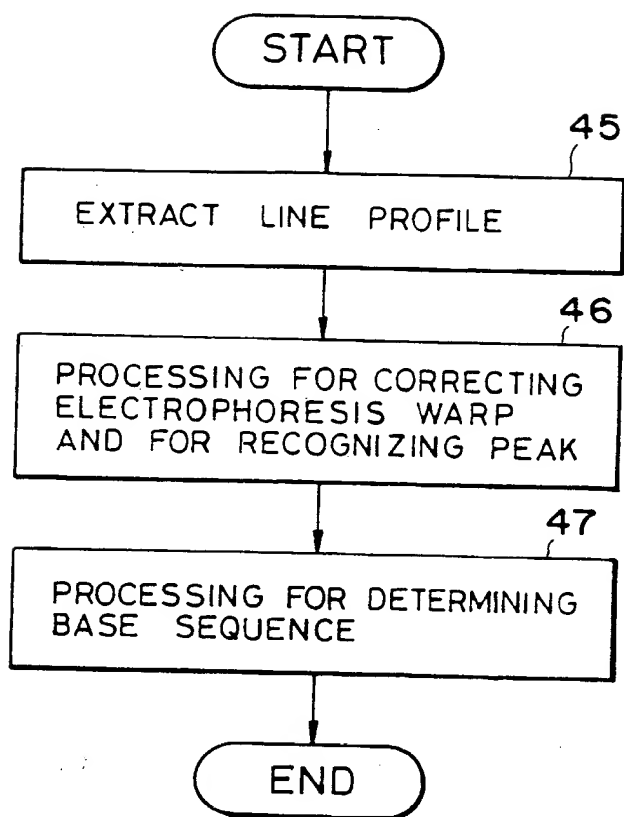 START
45
EXTRACT LINE PROFILE
46
PROCESSING FOR CORRECTING
ELECTROPHORESIS WARP
AND FOR RECOGNIZING PEAK
47
PROCESSING FOR DETERMINING
BASE SEQUENCE
END